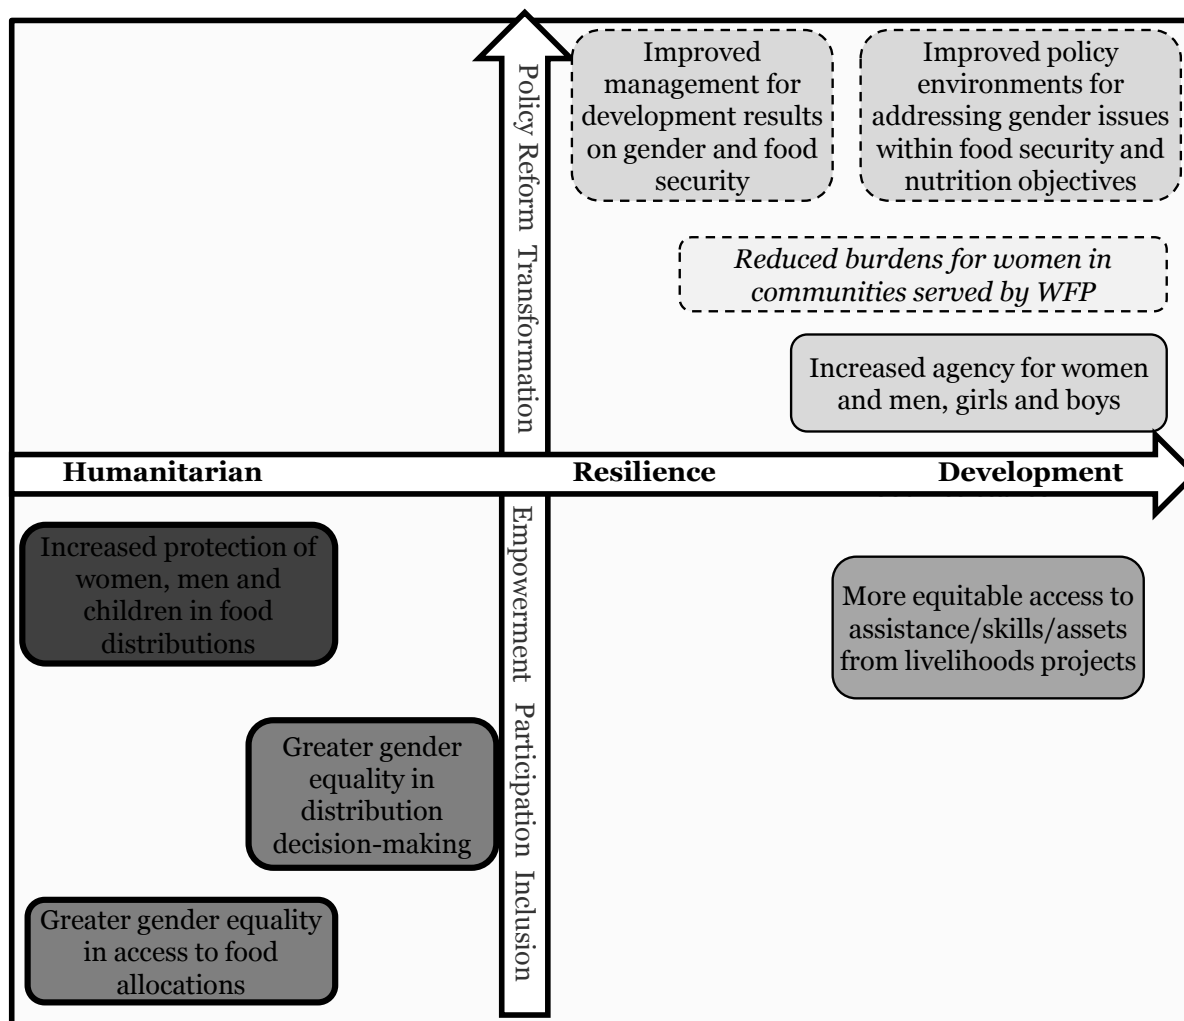 Improved
management for
development results
on gender and food
security
Improved policy
environments for
addressing gender issues
within food security and
nutrition objectives
Reduced burdens for women in
communities served by WFP
Increased agency for women
and men, girls and boys
Policy Reform Transformation
Humanitarian Resilience Development
Empowerment Participation Inclusion
Increased protection of
women, men and
children in food
distributions
More equitable access to
assistance/skills/assets
from livelihoods projects
Greater gender
equality in
distribution
decision-making
Greater gender equality
in access to food
allocations